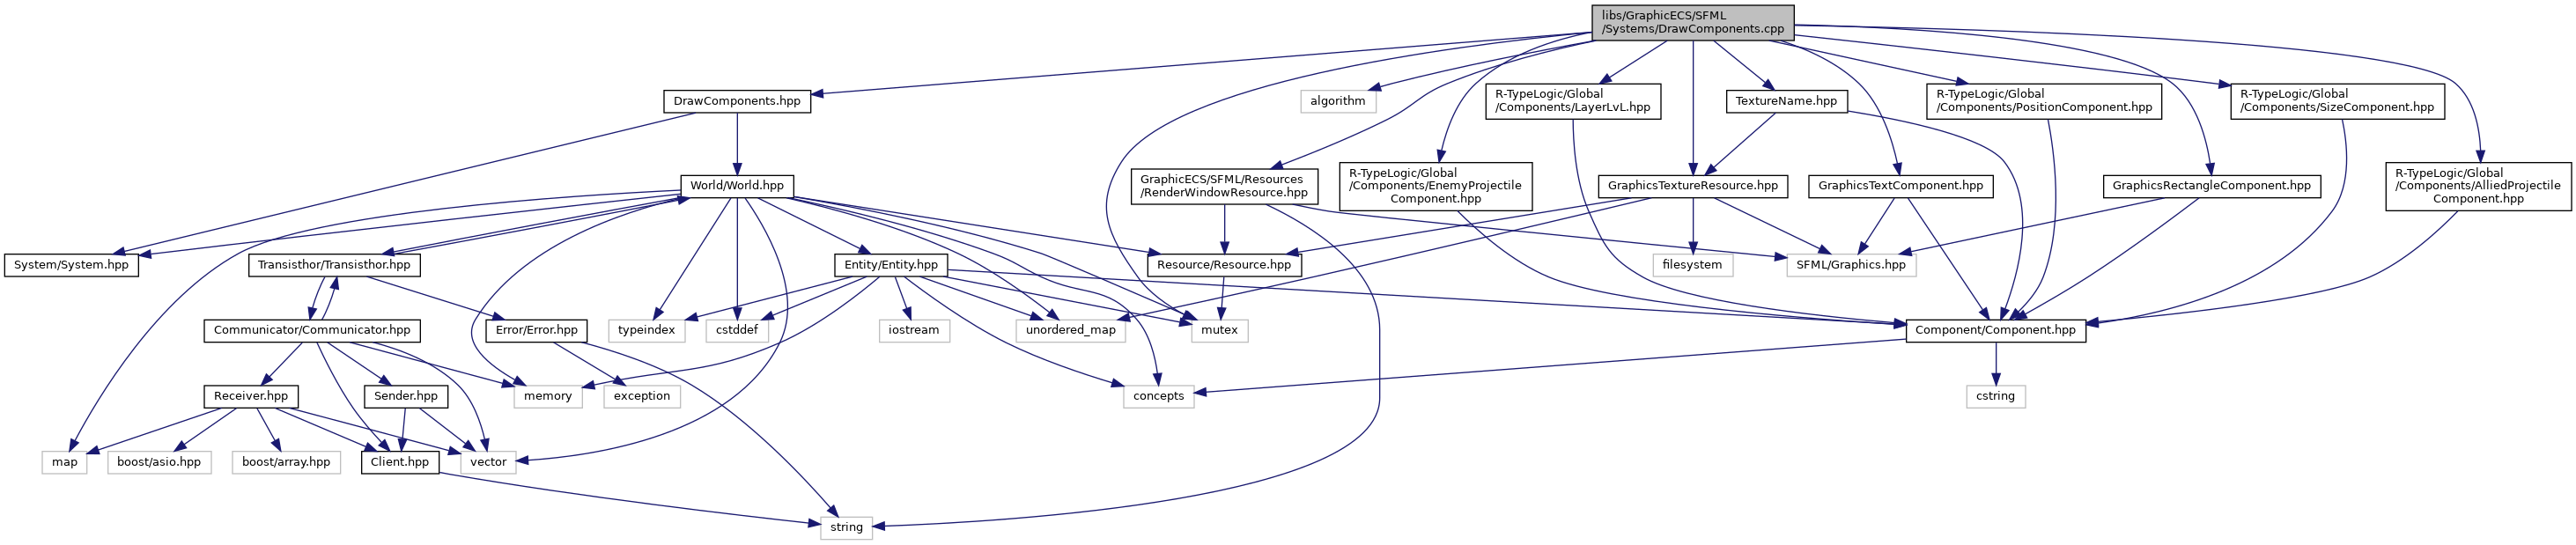 libs/GraphicECS/SFML
/Systems/DrawComponents.cpp
DrawComponents.hpp
algorithm
R-TypeLogic/Global
/Components/LayerLvL.hpp
TextureName.hpp
R-TypeLogic/Global
/Components/PositionComponent.hpp
R-TypeLogic/Global
/Components/SizeComponent.hpp
World/World.hpp
GraphicECS/SFML/Resources
/RenderWindowResource.hpp
R-TypeLogic/Global
/Components/EnemyProjectile
Component.hpp
GraphicsTextureResource.hpp
GraphicsTextComponent.hpp
GraphicsRectangleComponent.hpp
R-TypeLogic/Global
/Components/AlliedProjectile
Component.hpp
System/System.hpp
Transisthor/Transisthor.hpp
Entity/Entity.hpp
Resource/Resource.hpp
filesystem
SFML/Graphics.hpp
Communicator/Communicator.hpp
Error/Error.hpp
typeindex
cstddef
iostream
unordered_map
mutex
Component/Component.hpp
Receiver.hpp
Sender.hpp
memory
exception
concepts
cstring
map
boost/asio.hpp
boost/array.hpp
Client.hpp
vector
string